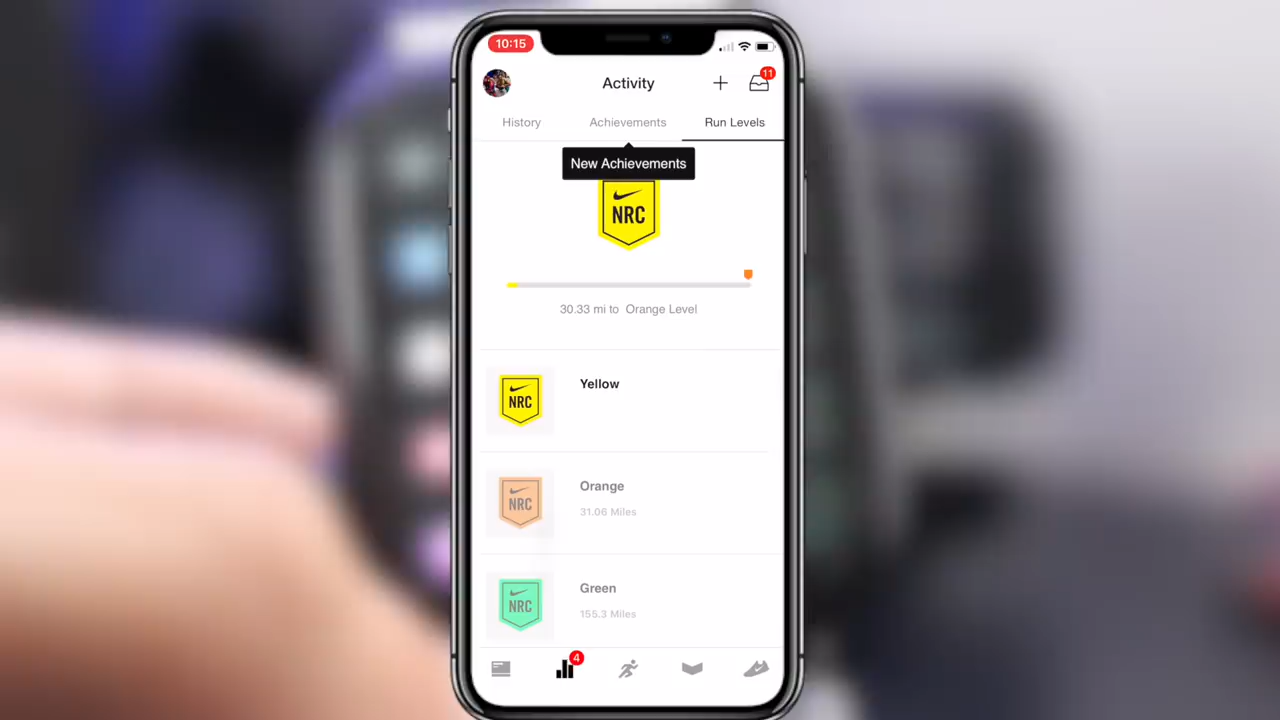 10:15
Activity
11
History Achievements Run Levels
New Achievements
NRC
30.33 mi to Orange Level
NRC
Yellow
NRC
Orange
31.06 Miles
NRC
Green
155.3 Miles
4